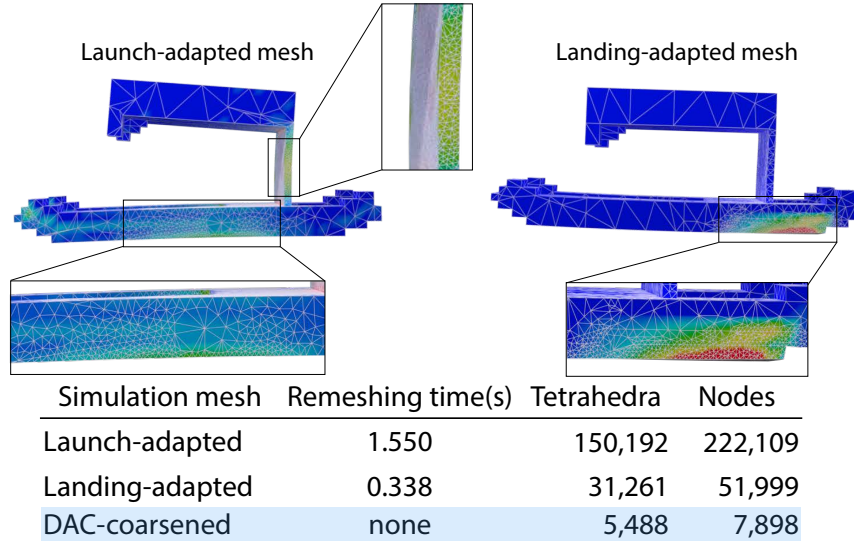 Launch-adapted mesh
Landing-adapted mesh
Simulation mesh Remeshing time(s) Tetrahedra Nodes
Launch-adapted 1.550 150,192 222,109
Landing-adapted 0.338 31,261 51,999
DAC-coarsened none 5,488 7,898